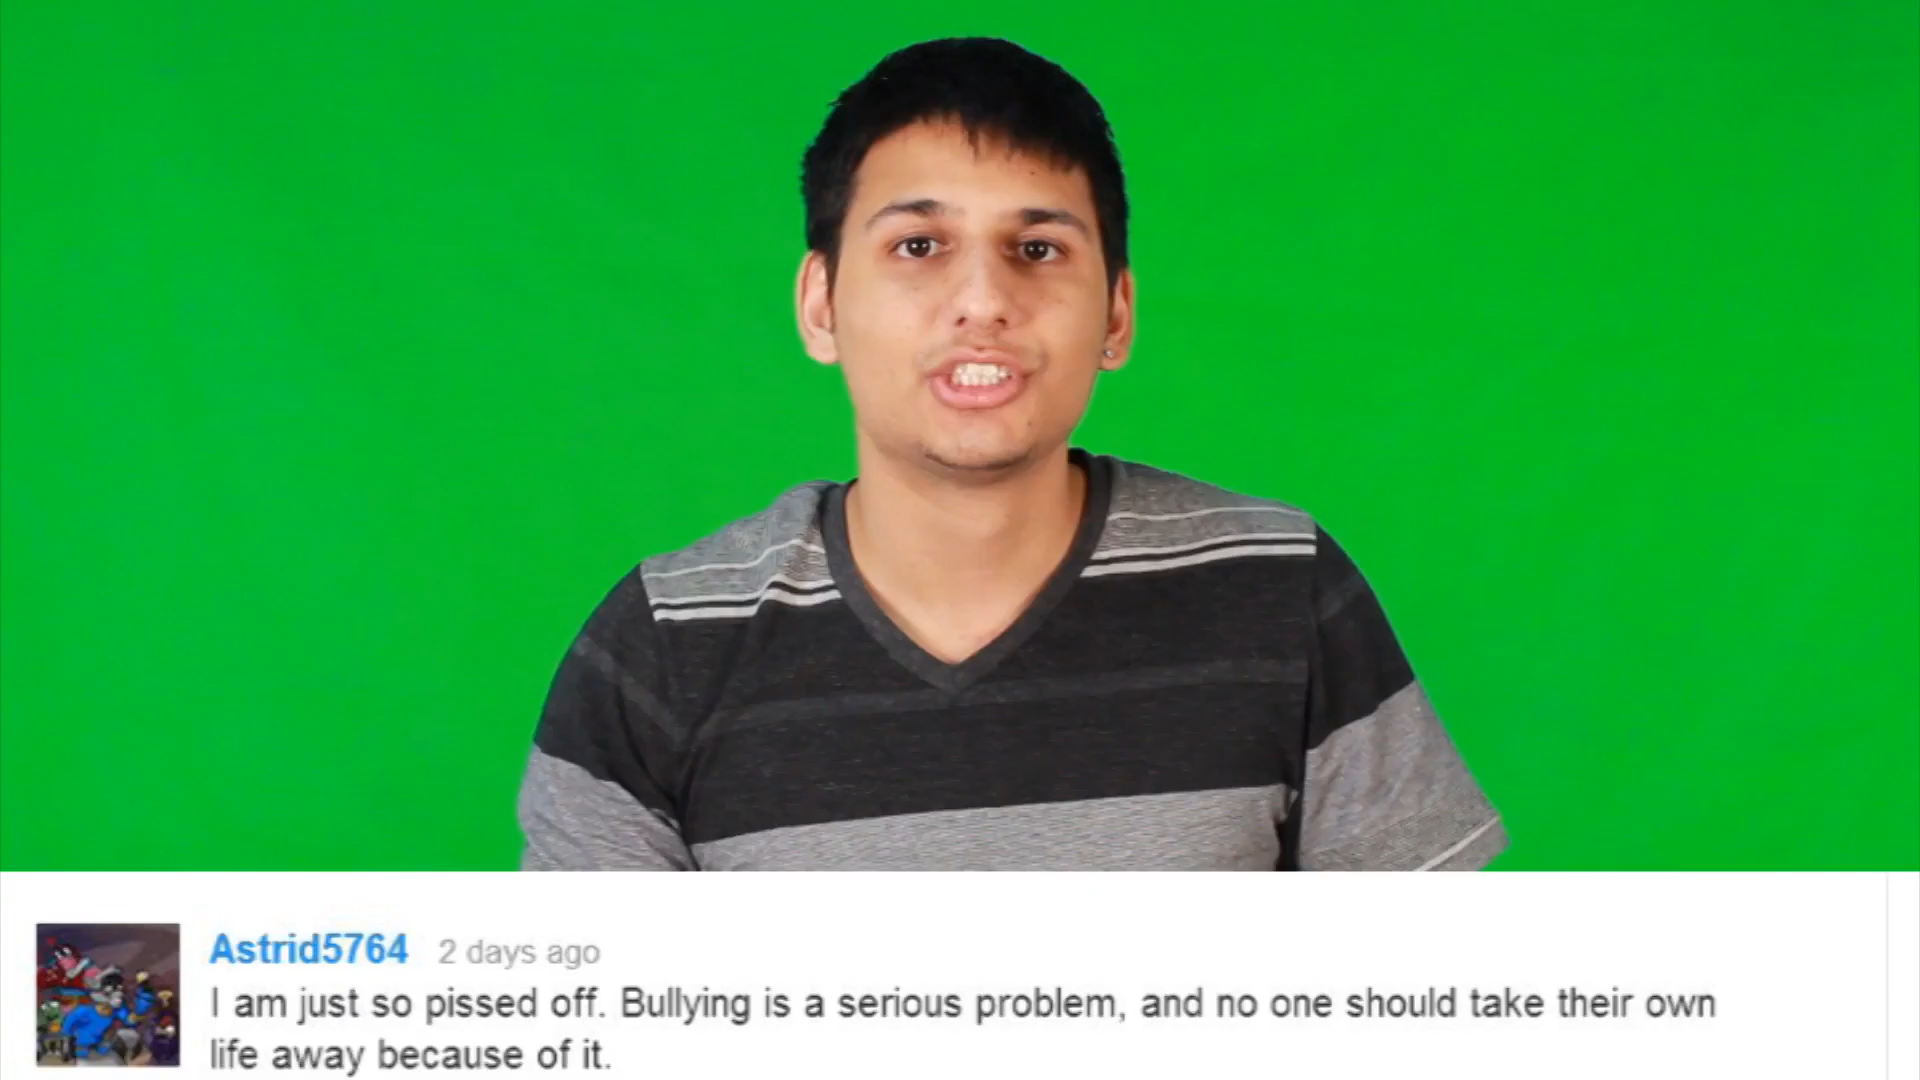 Astrid5764 2 days ago
I am just so pissed off. Bullying is a serious problem, and no one should take their own
life away because of it.